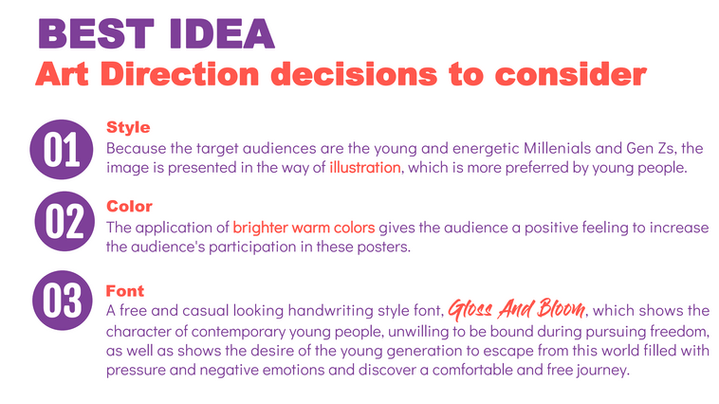 BEST IDEA
Art Direction decisions to consider
01
Style
Because the target audiences are the young and energetic Millenials and Gen Zs, the
image is presented in the way of illustration, which is more preferred by young people.
02
Color
The application of brighter warm colors gives the audience a positive feeling to increase
the audience's participation in these posters.
03
Font
A free and casual looking handwriting style font, Gloss And Bloom, which shows the
character of contemporary young people, unwilling to be bound during pursuing freedom,
as well as shows the desire of the young generation to escape from this world filled with
pressure and negative emotions and discover a comfortable and free journey.